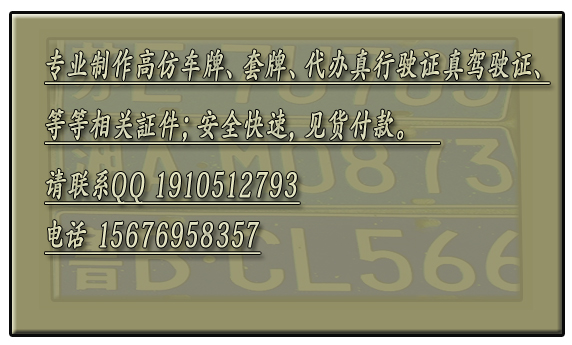 专业制作高仿车牌、套牌、代办真行驶证真驾驶证、
等等相关証件；安全快速，见货付款。
请联系QQ 1910512793
电话 15676958357